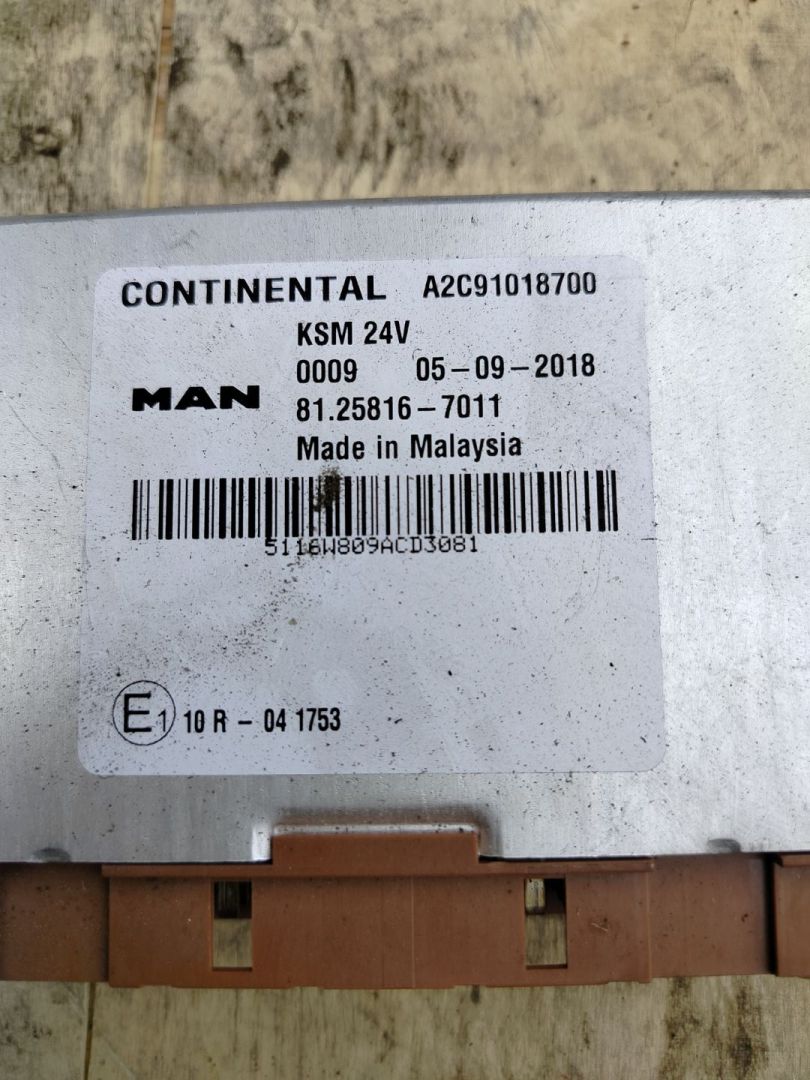 CONTINENTAL A2C91018700
KSM 24V
0009 05-09-2018
MAN 81.25816-7011
Made in Malaysia
5116W809ACD3081
E1 10 R - 04 1753